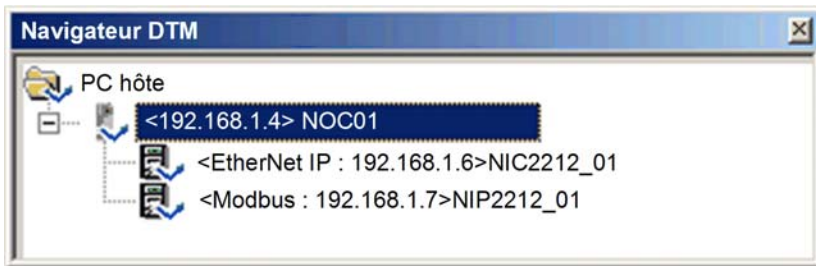 Navigateur DTM
PC hôte
<192.168.1.4> NOC01
<EtherNet IP : 192.168.1.6>NIC2212_01
<Modbus : 192.168.1.7>NIP2212_01